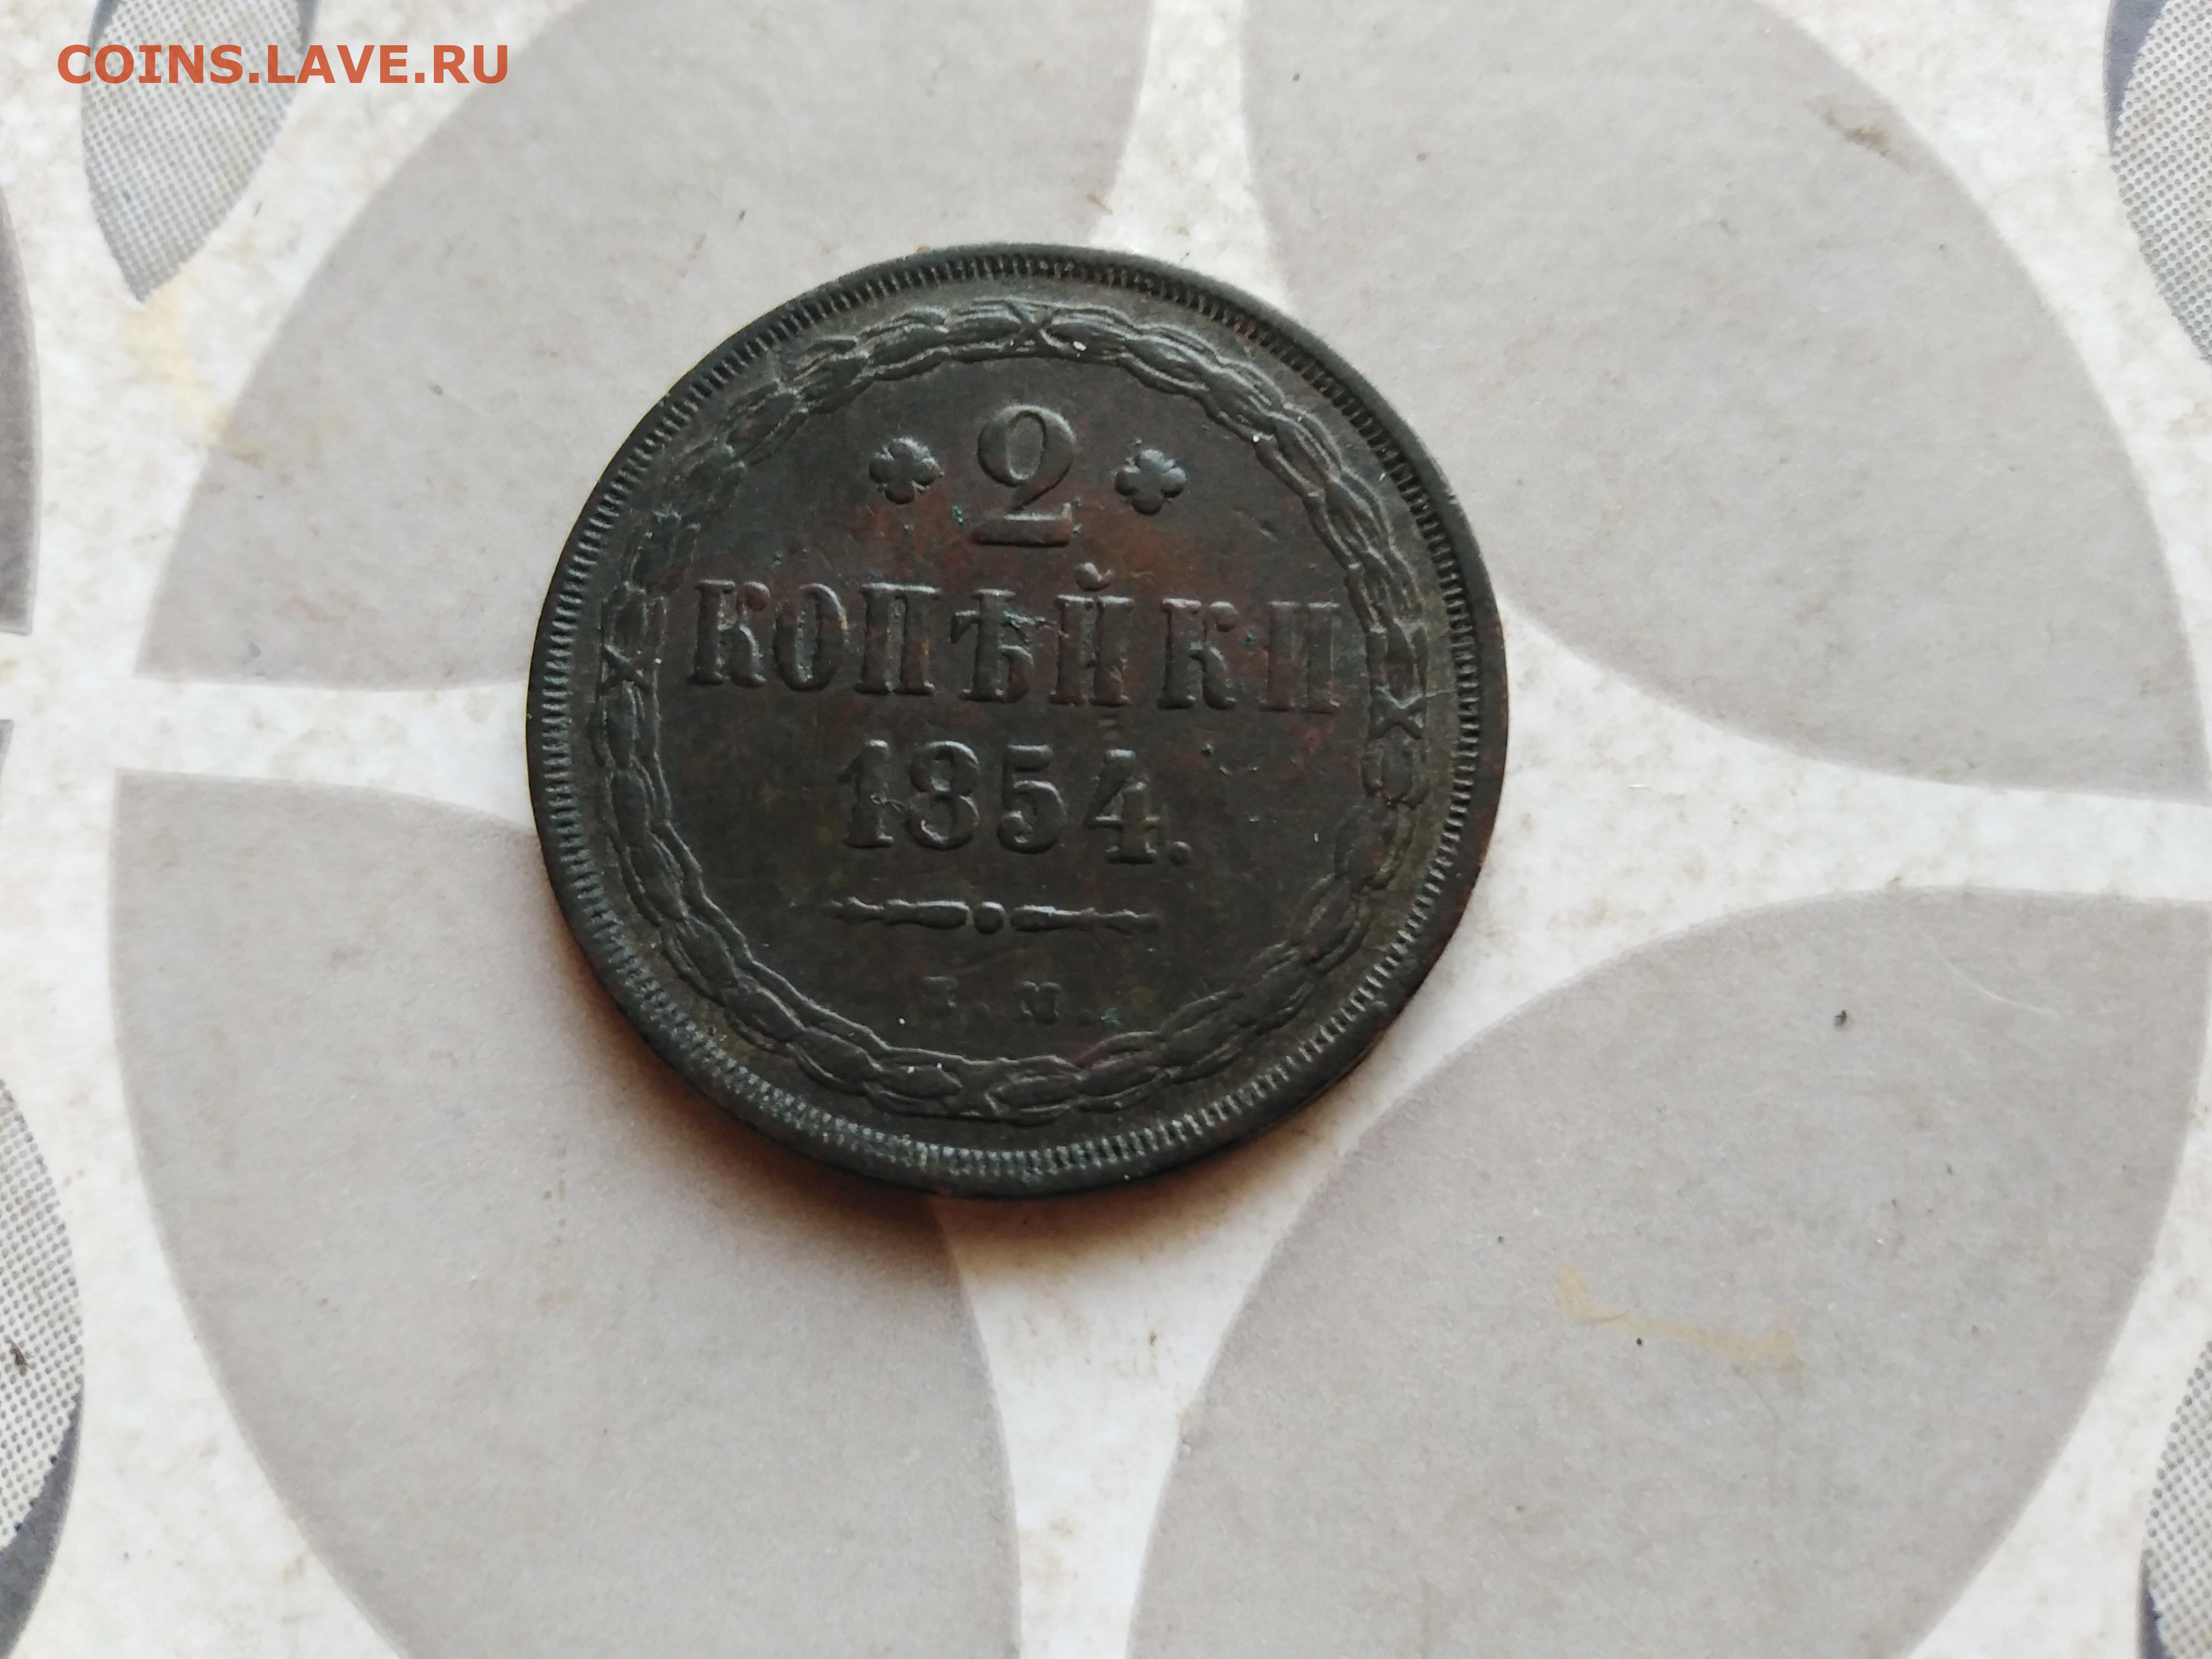 COINS.LAVE.RU
2
КОПѢЙКИ
1854.
Е.М.